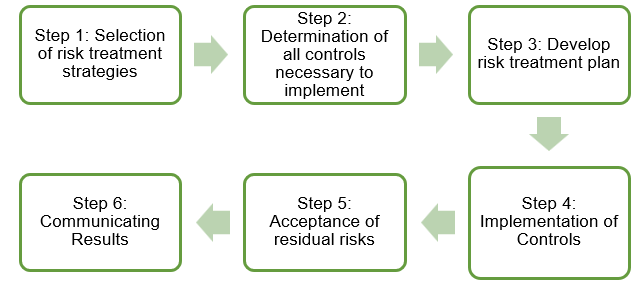 Step 1: Selection
of risk treatment
strategies
Step 2:
Determination of
all controls
necessary to
implement
Step 3: Develop
risk treatment plan
Step 4:
Implementation of
Controls
Step 5:
Acceptance of
residual risks
Step 6:
Communicating
Results